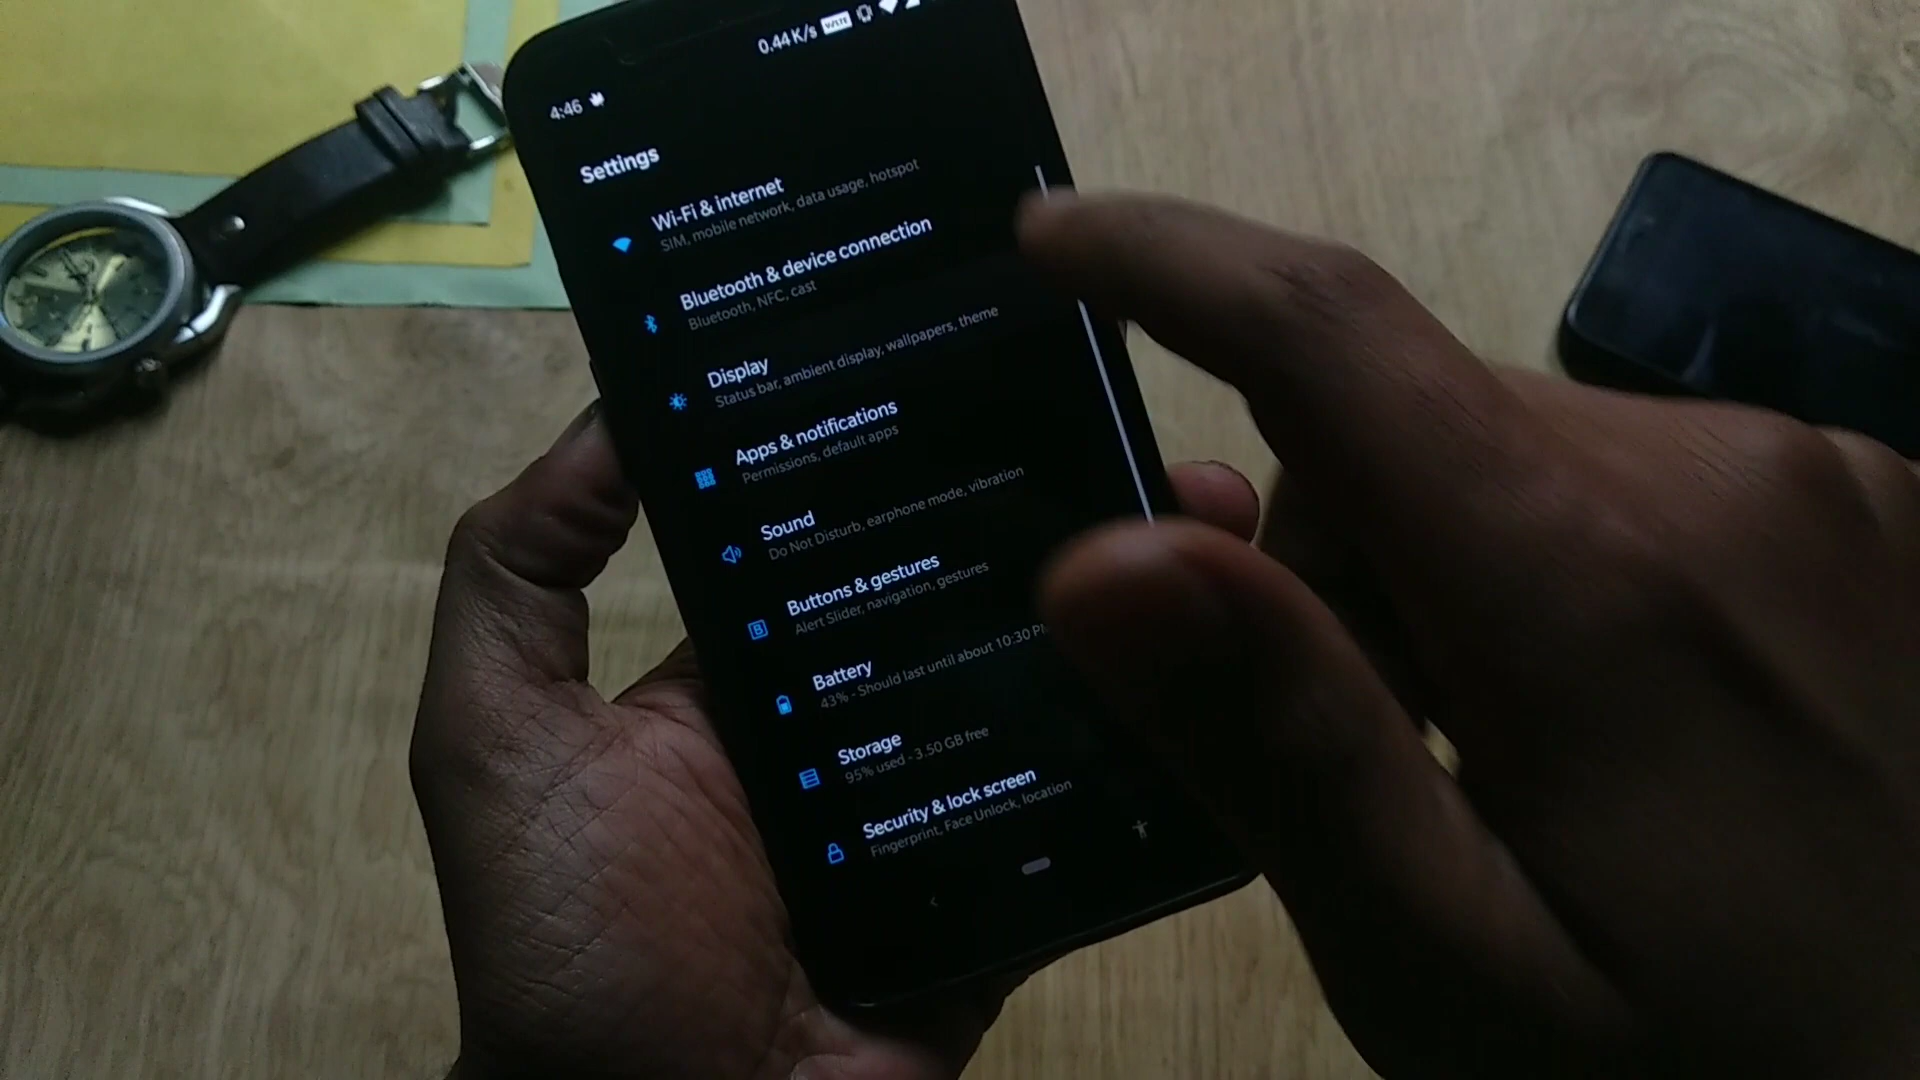 0.44 K/s VoLTE
4:46
Settings
Wi-Fi & internet
SIM, mobile network, data usage, hotspot
Bluetooth & device connection
Bluetooth, NFC, cast
Display
Status bar, ambient display, wallpapers, theme
Apps & notifications
Permissions, default apps
Sound
Do Not Disturb, earphone mode, vibration
Buttons & gestures
Alert Slider, navigation, gestures
Battery
43% - Should last until about 10:30 PM
Storage
95% used - 3.50 GB free
Security & lock screen
Fingerprint, Face Unlock, location